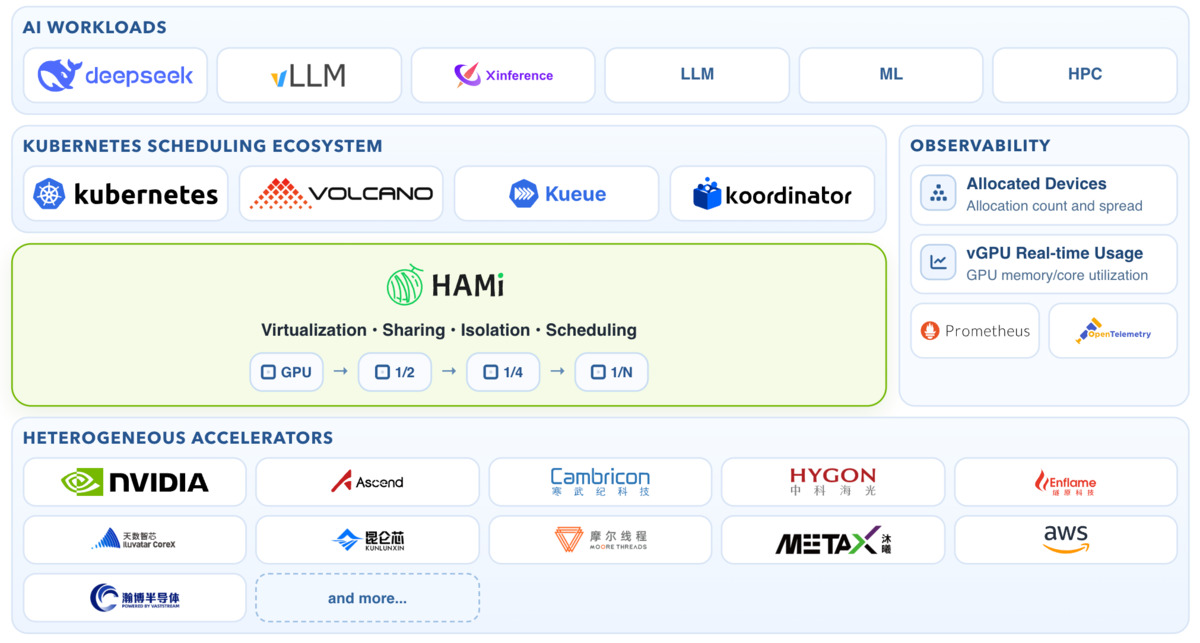 AI WORKLOADS
deepseek
vLLM
Xinference
LLM
ML
HPC
KUBERNETES SCHEDULING ECOSYSTEM
kubernetes
VOLCANO
Kueue
koordinator
OBSERVABILITY
Allocated Devices
Allocation count and spread
vGPU Real-time Usage
GPU memory/core utilization
Prometheus
OpenTelemetry
HAMi
Virtualization · Sharing · Isolation · Scheduling
GPU → 1/2 → 1/4 → 1/N
HETEROGENEOUS ACCELERATORS
NVIDIA
Ascend
Cambricon
寒武纪科技
HYGON
中科海光
Enflame
燧原科技
天数智芯
Iluvatar CoreX
昆仑芯
KUNLUNXIN
摩尔线程
MOORE THREADS
METAX
沐曦
aws
瀚博半导体
POWERED BY VASTSTREAM
and more...